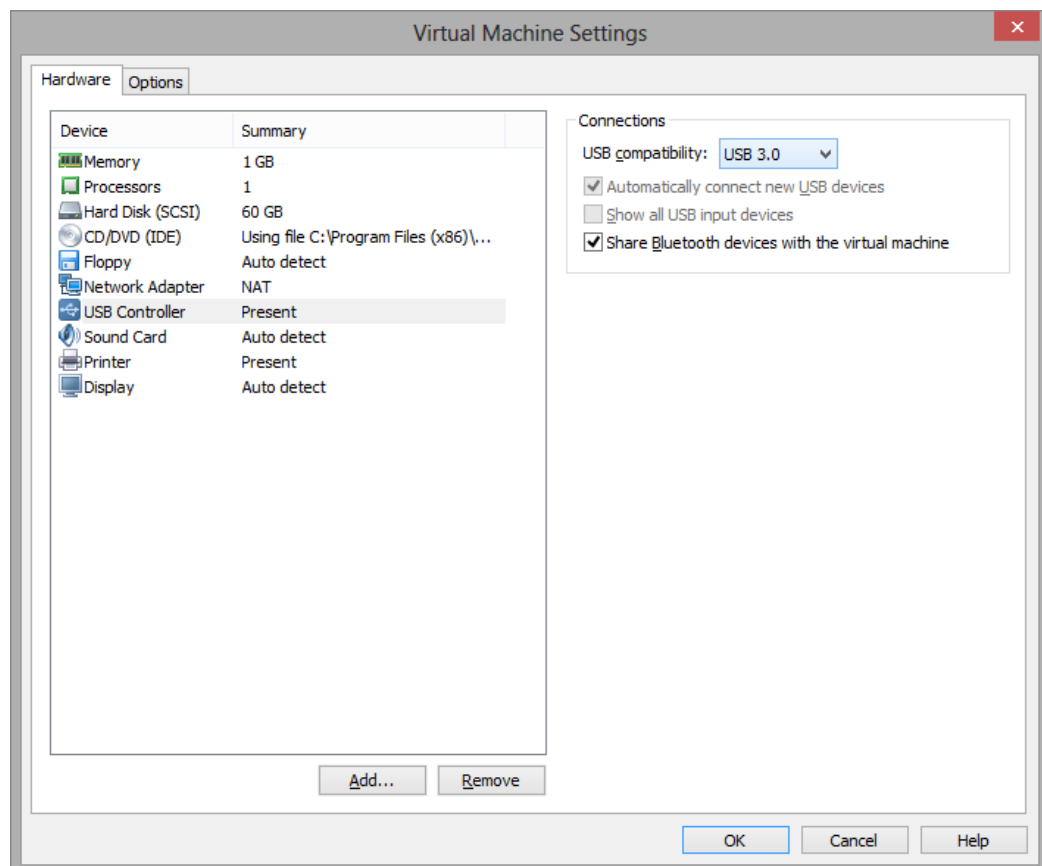 Virtual Machine Settings
Hardware
Options
Device Summary
Memory 1 GB
Processors 1
Hard Disk (SCSI) 60 GB
CD/DVD (IDE) Using file C:\Program Files (x86)\...
Floppy Auto detect
Network Adapter NAT
USB Controller Present
Sound Card Auto detect
Printer Present
Display Auto detect
Add... Remove
Connections
USB compatibility: USB 3.0
Automatically connect new USB devices
Show all USB input devices
Share Bluetooth devices with the virtual machine
OK Cancel Help